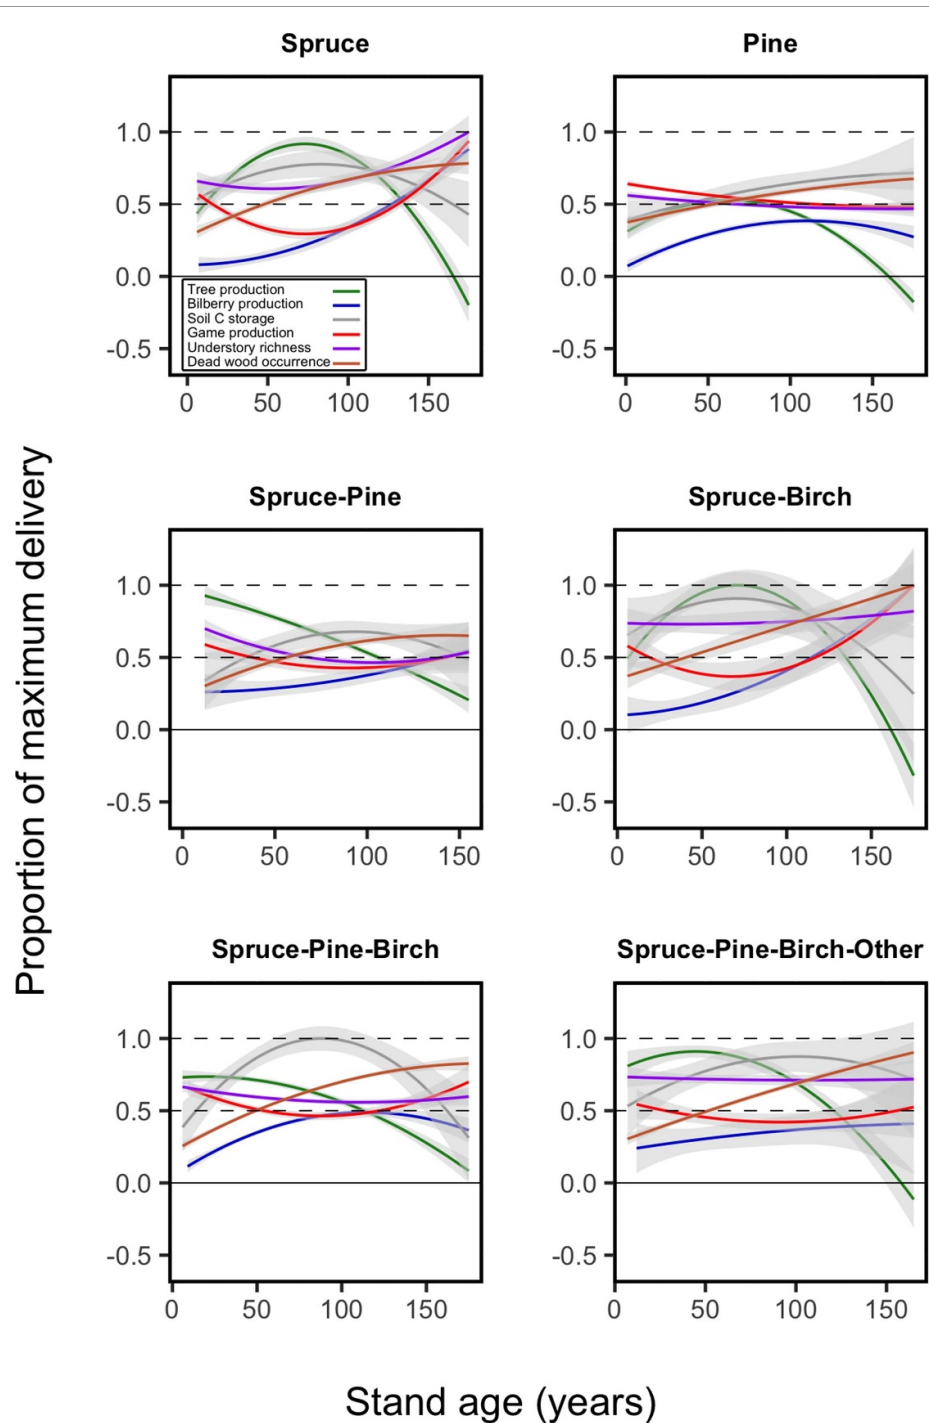 Spruce
Pine
1.0
0.5
0.0
-0.5
Tree production
Bilberry production
Soil C storage
Game production
Understory richness
Dead wood occurrence
0 50 100 150
1.0
0.5
0.0
-0.5
0 50 100 150
Proportion of maximum delivery
Spruce-Pine
Spruce-Birch
1.0
0.5
0.0
-0.5
0 50 100 150
1.0
0.5
0.0
-0.5
0 50 100 150
Spruce-Pine-Birch
Spruce-Pine-Birch-Other
1.0
0.5
0.0
-0.5
0 50 100 150
1.0
0.5
0.0
-0.5
0 50 100 150
Stand age (years)